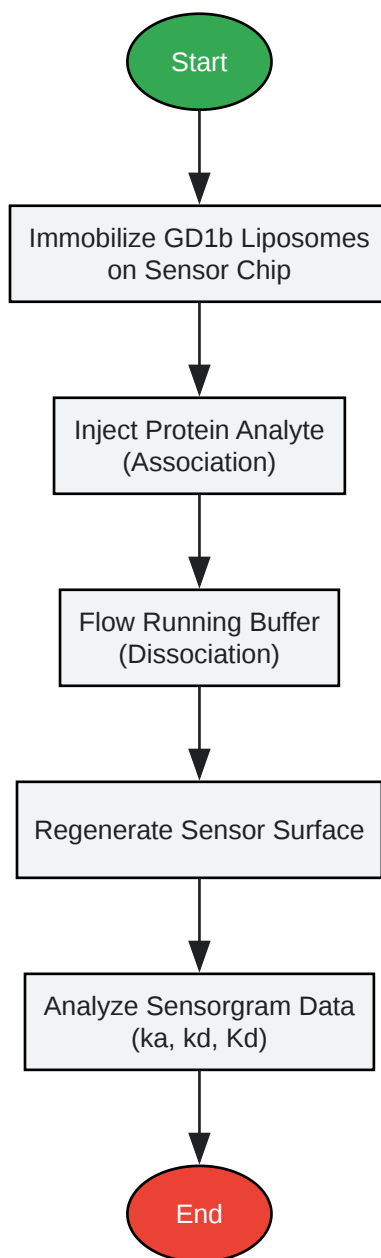 Start
Immobilize GD1b Liposomes
on Sensor Chip
Inject Protein Analyte
(Association)
Flow Running Buffer
(Dissociation)
Regenerate Sensor Surface
Analyze Sensorgram Data
(ka, kd, Kd)
End